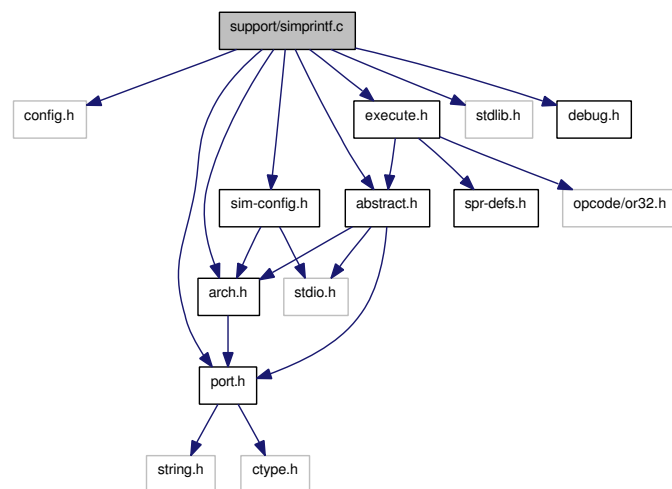 support/simprintf.c
config.h
execute.h
stdlib.h
debug.h
sim-config.h
abstract.h
spr-defs.h
opcode/or32.h
arch.h
stdio.h
port.h
string.h
ctype.h